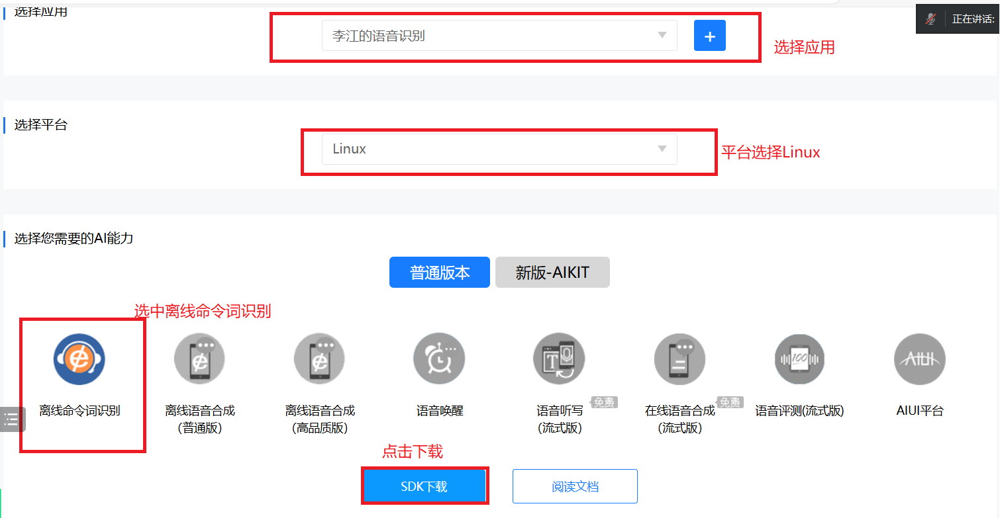 选择应用
李江的语音识别
+
选择应用
正在讲话:
选择平台
Linux
平台选择Linux
选择您需要的AI能力
普通版本
新版-AIKIT
选中离线命令词识别
离线命令词识别
离线语音合成
(普通版)
离线语音合成
(高品质版)
语音唤醒
语音听写
(流式版)
免费
在线语音合成
(流式版)
免费
100
语音评测(流式版)
AIUI
AIUI平台
点击下载
SDK下载
阅读文档